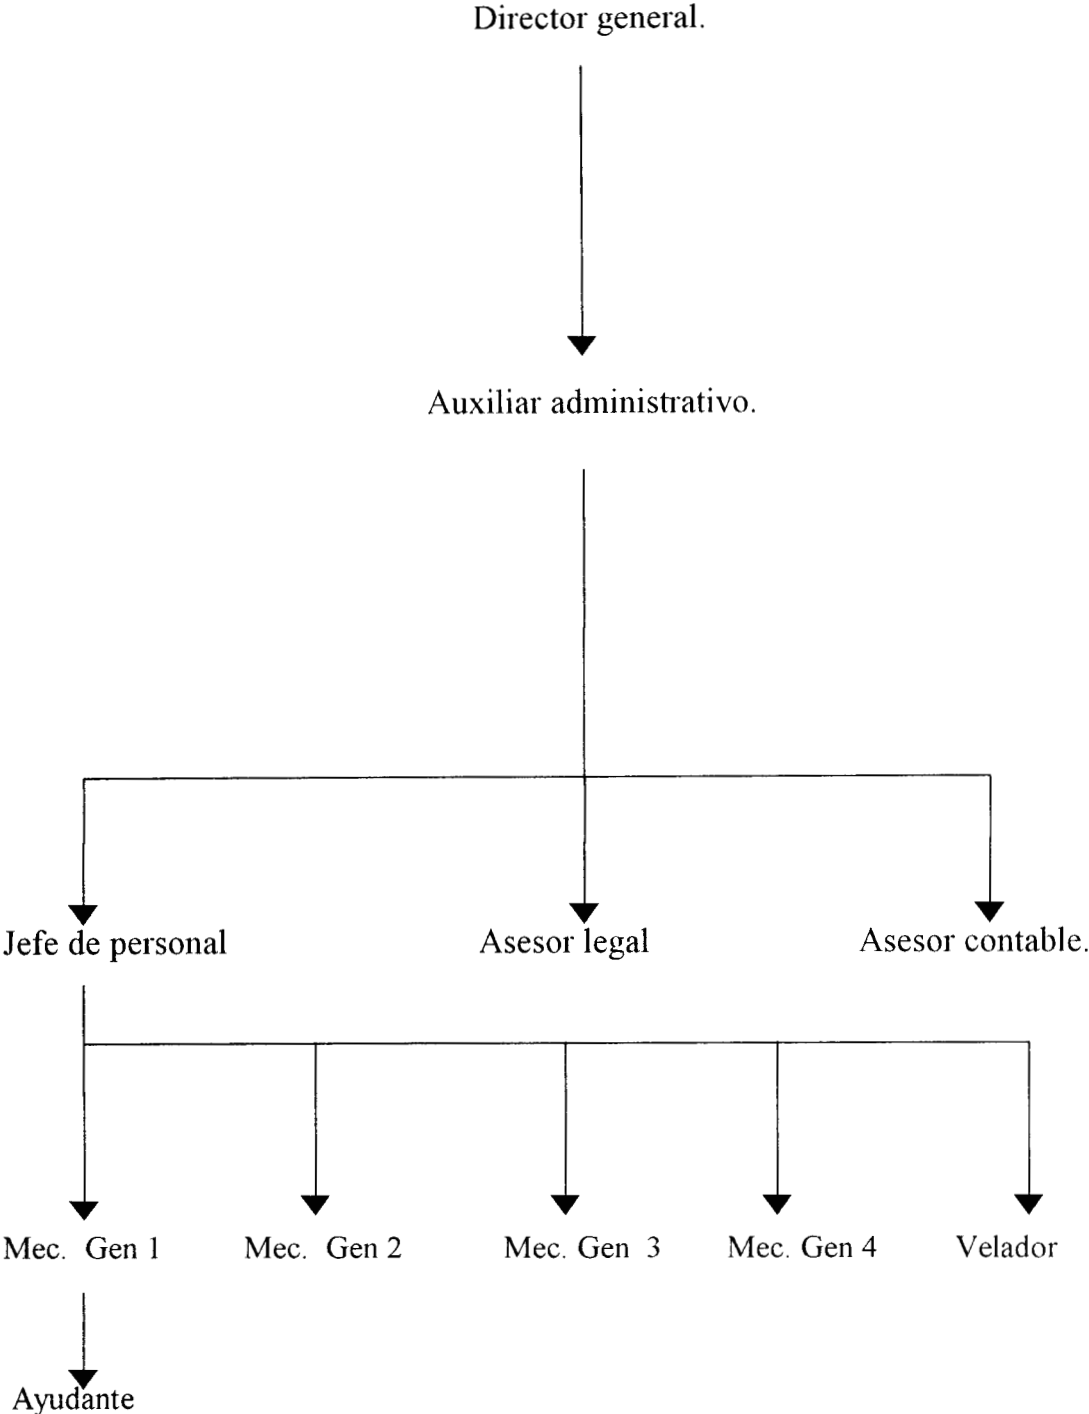 Director general.
Auxiliar administrativo.
Jefe de personal
Asesor legal
Asesor contable.
Mec. Gen 1
Mec. Gen 2
Mec. Gen 3
Mec. Gen 4
Velador
Ayudante